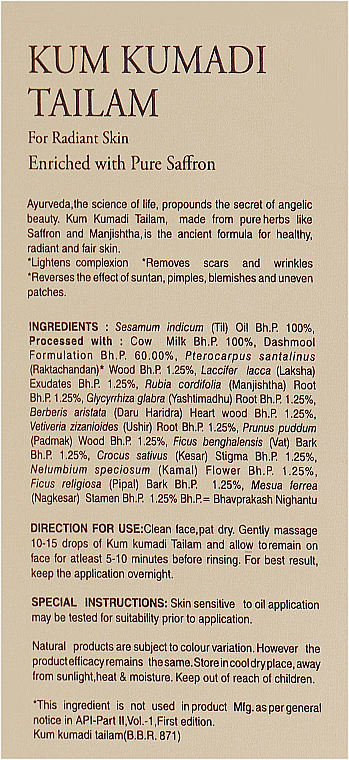 KUM KUMADI
TAILAM
For Radiant Skin
Enriched with Pure Saffron
Ayurveda,the science of life, propounds the secret of angelic
beauty. Kum Kumadi Tailam, made from pure herbs like
Saffron and Manjishtha, is the ancient formula for healthy,
radiant and fair skin.
*Lightens complexion *Removes scars and wrinkles
*Reverses the effect of suntan, pimples, blemishes and uneven
patches.
INGREDIENTS : Sesamum indicum (Til) Oil Bh.P. 100%,
Processed with : Cow Milk Bh.P. 100%, Dashmool
Formulation Bh.P. 60.00%, Pterocarpus santalinus
(Raktachandan)* Wood Bh.P. 1.25%, Laccifer lacca (Laksha)
Exudates Bh.P. 1.25%, Rubia cordifolia (Manjishtha) Root
Bh.P. 1.25%, Glycyrrhiza glabra (Yashtimadhu) Root Bh.P. 1.25%,
Berberis aristata (Daru Haridra) Heart wood Bh.P. 1.25%,
Vetiveria zizanioides (Ushir) Root Bh.P. 1.25%, Prunus puddum
(Padmak) Wood Bh.P. 1.25%, Ficus benghalensis (Vat) Bark
Bh.P. 1.25%, Crocus sativus (Kesar) Stigma Bh.P. 1.25%,
Nelumbium speciosum (Kamal) Flower Bh.P. 1.25%,
Ficus religiosa (Pipal) Bark Bh.P. 1.25%, Mesua ferrea
(Nagkesar) Stamen Bh.P. 1.25% Bh.P.= Bhavprakash Nighantu
DIRECTION FOR USE:Clean face,pat dry. Gently massage
10-15 drops of Kum kumadi Tailam and allow toremain on
face for atleast 5-10 minutes before rinsing. For best result,
keep the application overnight.
SPECIAL INSTRUCTIONS: Skin sensitive to oil application
may be tested for suitability prior to application.
Natural products are subject to colour variation. However the
product efficacy remains the same. Store in cool dry place, away
from sunlight,heat & moisture. Keep out of reach of children.
*This ingredient is not used in product Mfg. as per general
notice in API-Part II,Vol.-1,First edition.
Kum kumadi tailam(B.B.R. 871)